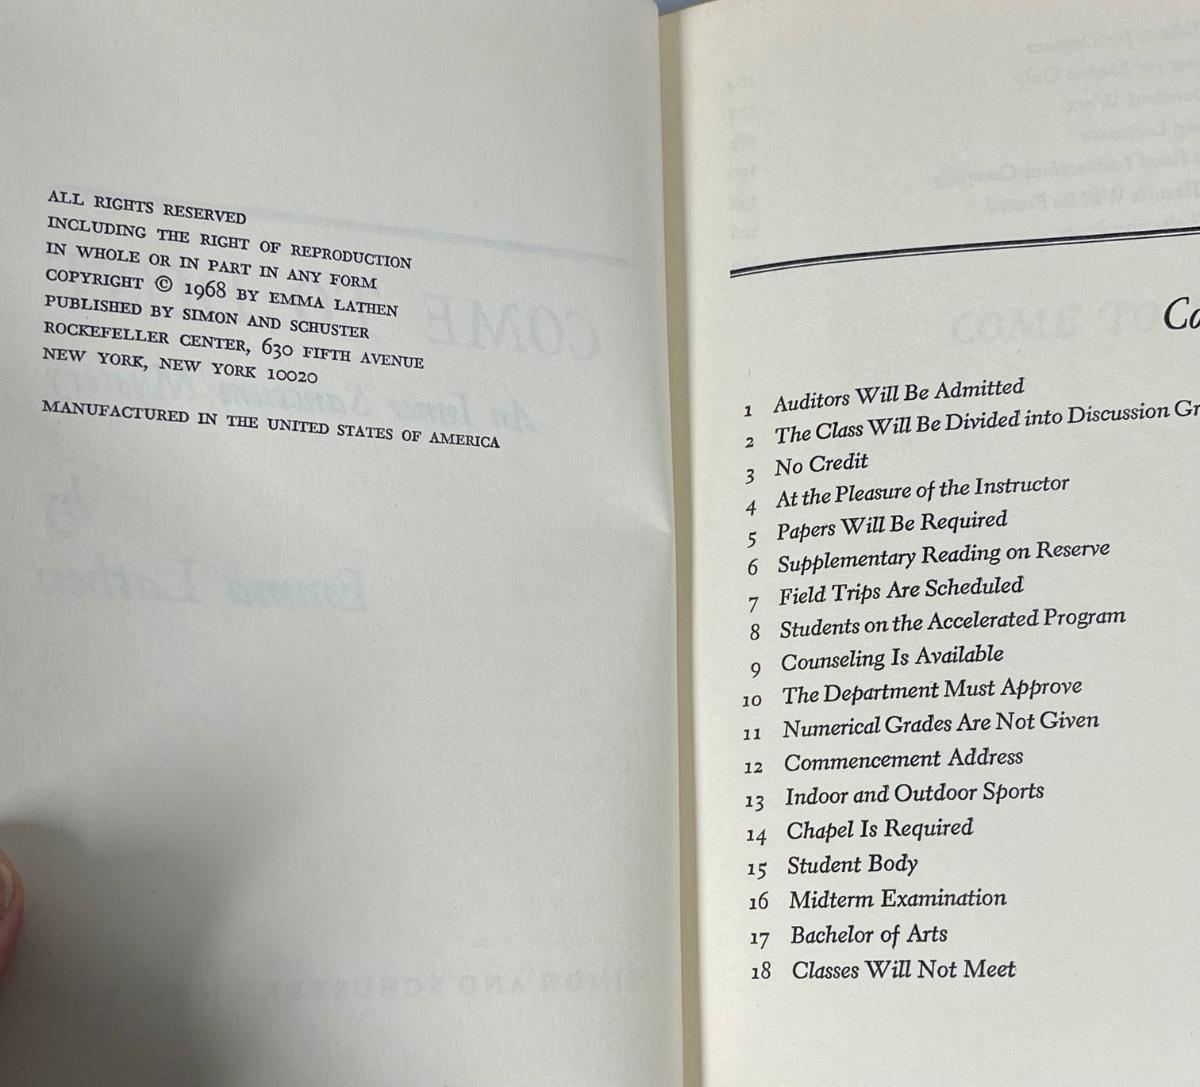 ALL RIGHTS RESERVED
INCLUDING THE RIGHT OF REPRODUCTION
IN WHOLE OR IN PART IN ANY FORM
COPYRIGHT © 1968 BY EMMA LATHEN
PUBLISHED BY SIMON AND SCHUSTER
ROCKEFELLER CENTER, 630 FIFTH AVENUE
NEW YORK, NEW YORK 10020
MANUFACTURED IN THE UNITED STATES OF AMERICA
1 Auditors Will Be Admitted
2 The Class Will Be Divided into Discussion
3 No Credit
4 At the Pleasure of the Instructor
5 Papers Will Be Required
6 Supplementary Reading on Reserve
7 Field Trips Are Scheduled
8 Students on the Accelerated Program
9 Counseling Is Available
10 The Department Must Approve
11 Numerical Grades Are Not Given
12 Commencement Address
13 Indoor and Outdoor Sports
14 Chapel Is Required
15 Student Body
16 Midterm Examination
17 Bachelor of Arts
18 Classes Will Not Meet